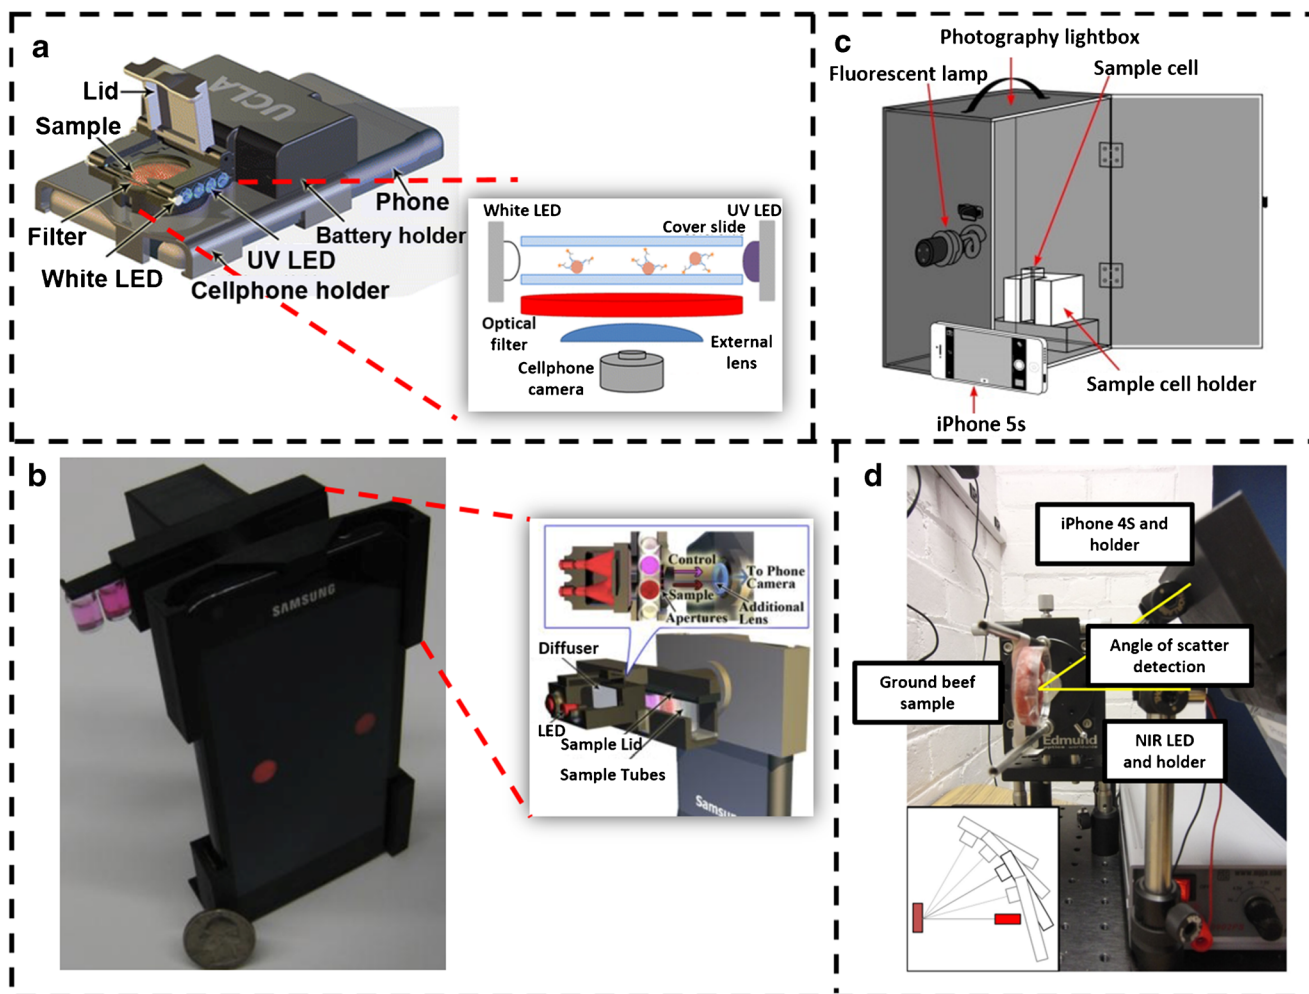 a
UCLA
Lid
Sample
Filter
White LED
UV LED
Phone
Battery holder
Cellphone holder
White LED
UV LED
Cover slide
Optical
filter
External
lens
Cellphone
camera
c
Photography lightbox
Fluorescent lamp
Sample cell
Sample cell holder
iPhone 5s
b
SAMSUNG
Control
To Phone
Camera
Sample
Additional
Lens
Apertures
Diffuser
LED
Sample Lid
Sample Tubes
Samsu
d
iPhone 4S and
holder
Angle of scatter
detection
Ground beef
sample
Edmund
NIR LED
and holder